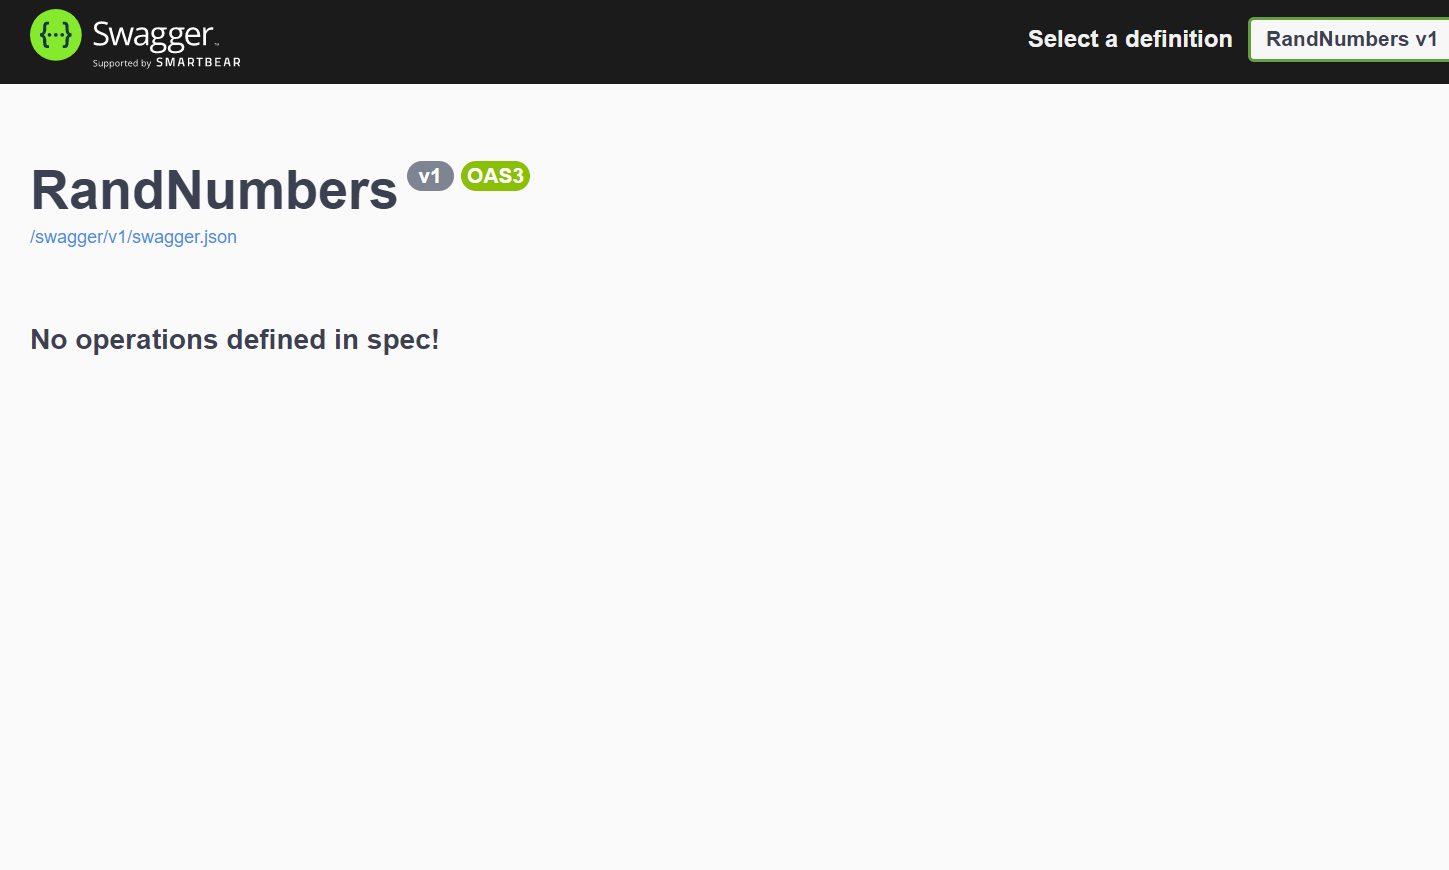 {···} Swagger™
Supported by SMARTBEAR
Select a definition
RandNumbers v1
RandNumbers v1 OAS3
/swagger/v1/swagger.json
No operations defined in spec!